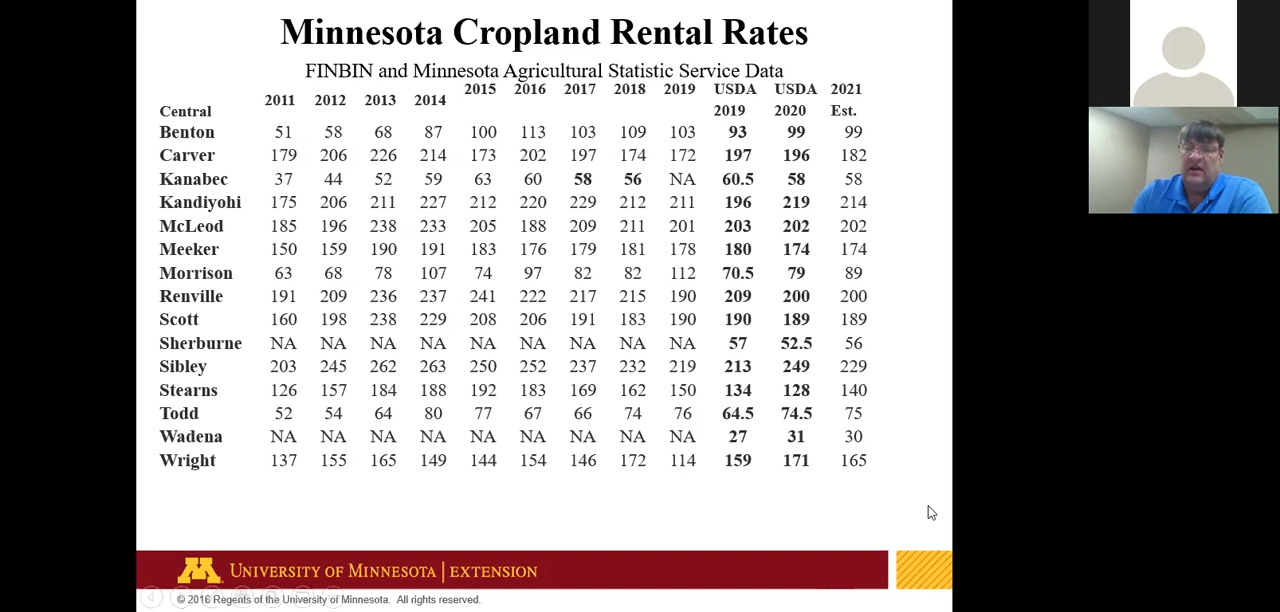 Minnesota Cropland Rental Rates
FINBIN and Minnesota Agricultural Statistic Service Data
Central 2011 2012 2013 2014 2015 2016 2017 2018 2019 USDA 2019 USDA 2020 2021 Est.
Benton 51 58 68 87 100 113 103 109 103 93 99 99
Carver 179 206 226 214 173 202 197 174 172 197 196 182
Kanabec 37 44 52 59 63 60 58 56 NA 60.5 58 58
Kandiyohi 175 206 211 227 212 220 229 212 211 196 219 214
McLeod 185 196 238 233 205 188 209 211 201 203 202 202
Meeker 150 159 190 191 183 176 179 181 178 180 174 174
Morrison 63 68 78 107 74 97 82 82 112 70.5 79 89
Renville 191 209 236 237 241 222 217 215 190 209 200 200
Scott 160 198 238 229 208 206 191 183 190 190 189 189
Sherburne NA NA NA NA NA NA NA NA NA 57 52.5 56
Sibley 203 245 262 263 250 252 237 232 219 213 249 229
Stearns 126 157 184 188 192 183 169 162 150 134 128 140
Todd 52 54 64 80 77 67 66 74 76 64.5 74.5 75
Wadena NA NA NA NA NA NA NA NA NA 27 31 30
Wright 137 155 165 149 144 154 146 172 114 159 171 165
M UNIVERSITY OF MINNESOTA | EXTENSION
© 2016 Regents of the University of Minnesota. All rights reserved.